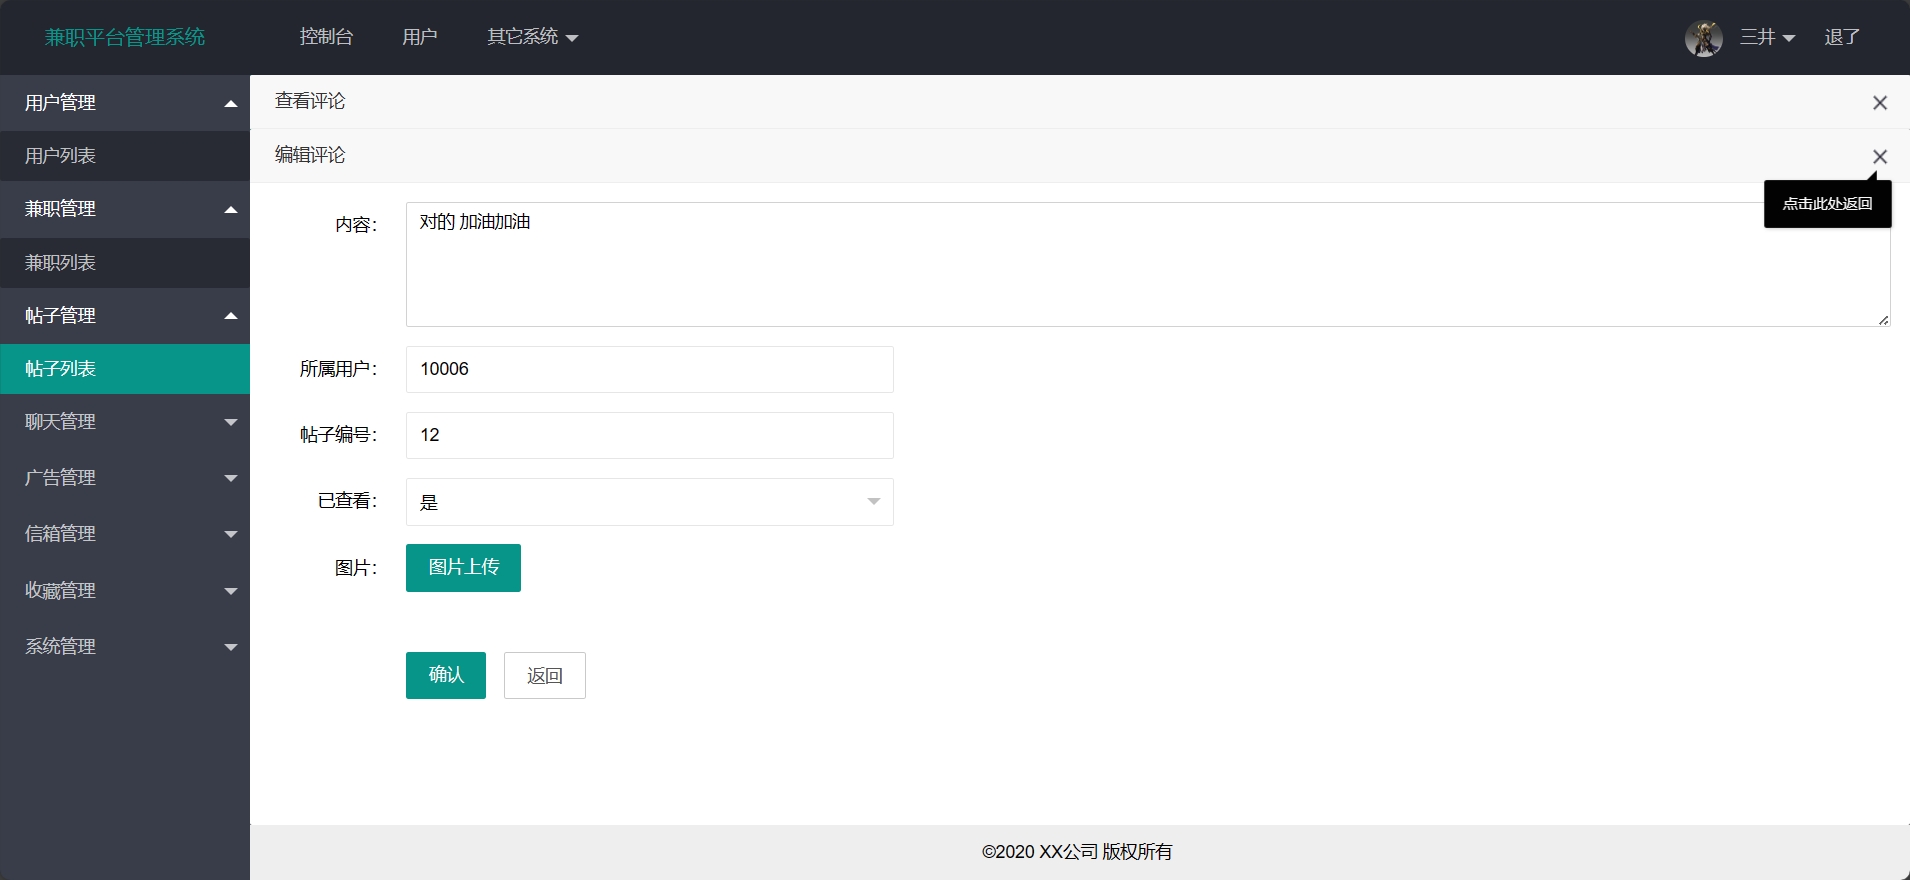 兼职平台管理系统 控制台 用户 其它系统 三井 退了
用户管理
用户列表
兼职管理
兼职列表
帖子管理
帖子列表
聊天管理
广告管理
信箱管理
收藏管理
系统管理
查看评论
编辑评论
点击此处返回
内容： 对的 加油加油
所属用户： 10006
帖子编号： 12
已查看： 是
图片： 图片上传
确认 返回
©2020 XX公司 版权所有